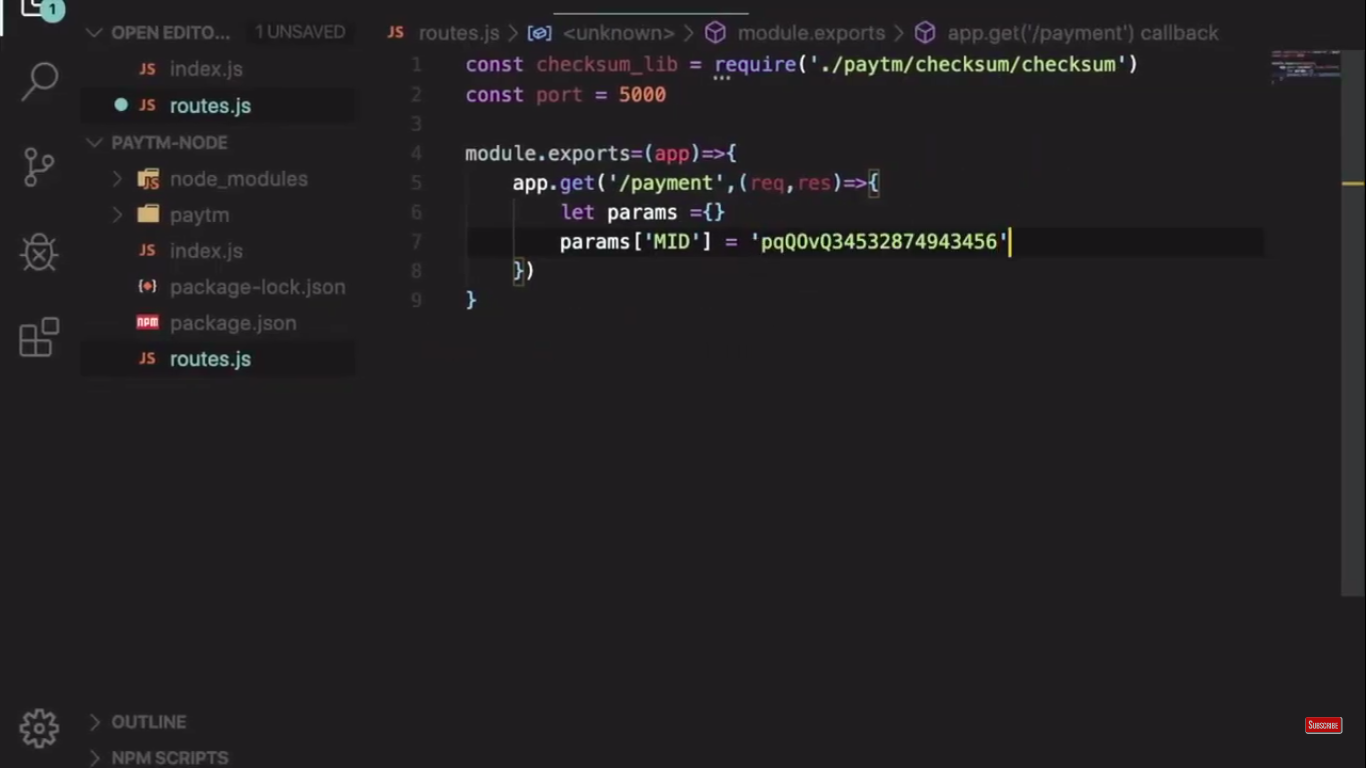 1
OPEN EDITO... 1 UNSAVED
JS index.js
JS routes.js
PAYTM-NODE
JS node_modules
paytm
JS index.js
package-lock.json
npm package.json
JS routes.js
OUTLINE
NPM SCRIPTS
JS routes.js > <unknown> > module.exports > app.get('/payment') callback
1 const checksum_lib = require('./paytm/checksum/checksum')
2 const port = 5000
3
4 module.exports=(app)=>{
5 app.get('/payment',(req,res)=>{
6 let params ={}
7 params['MID'] = 'pqQOvQ34532874943456'
8 })
9 }
SUBSCRIBE